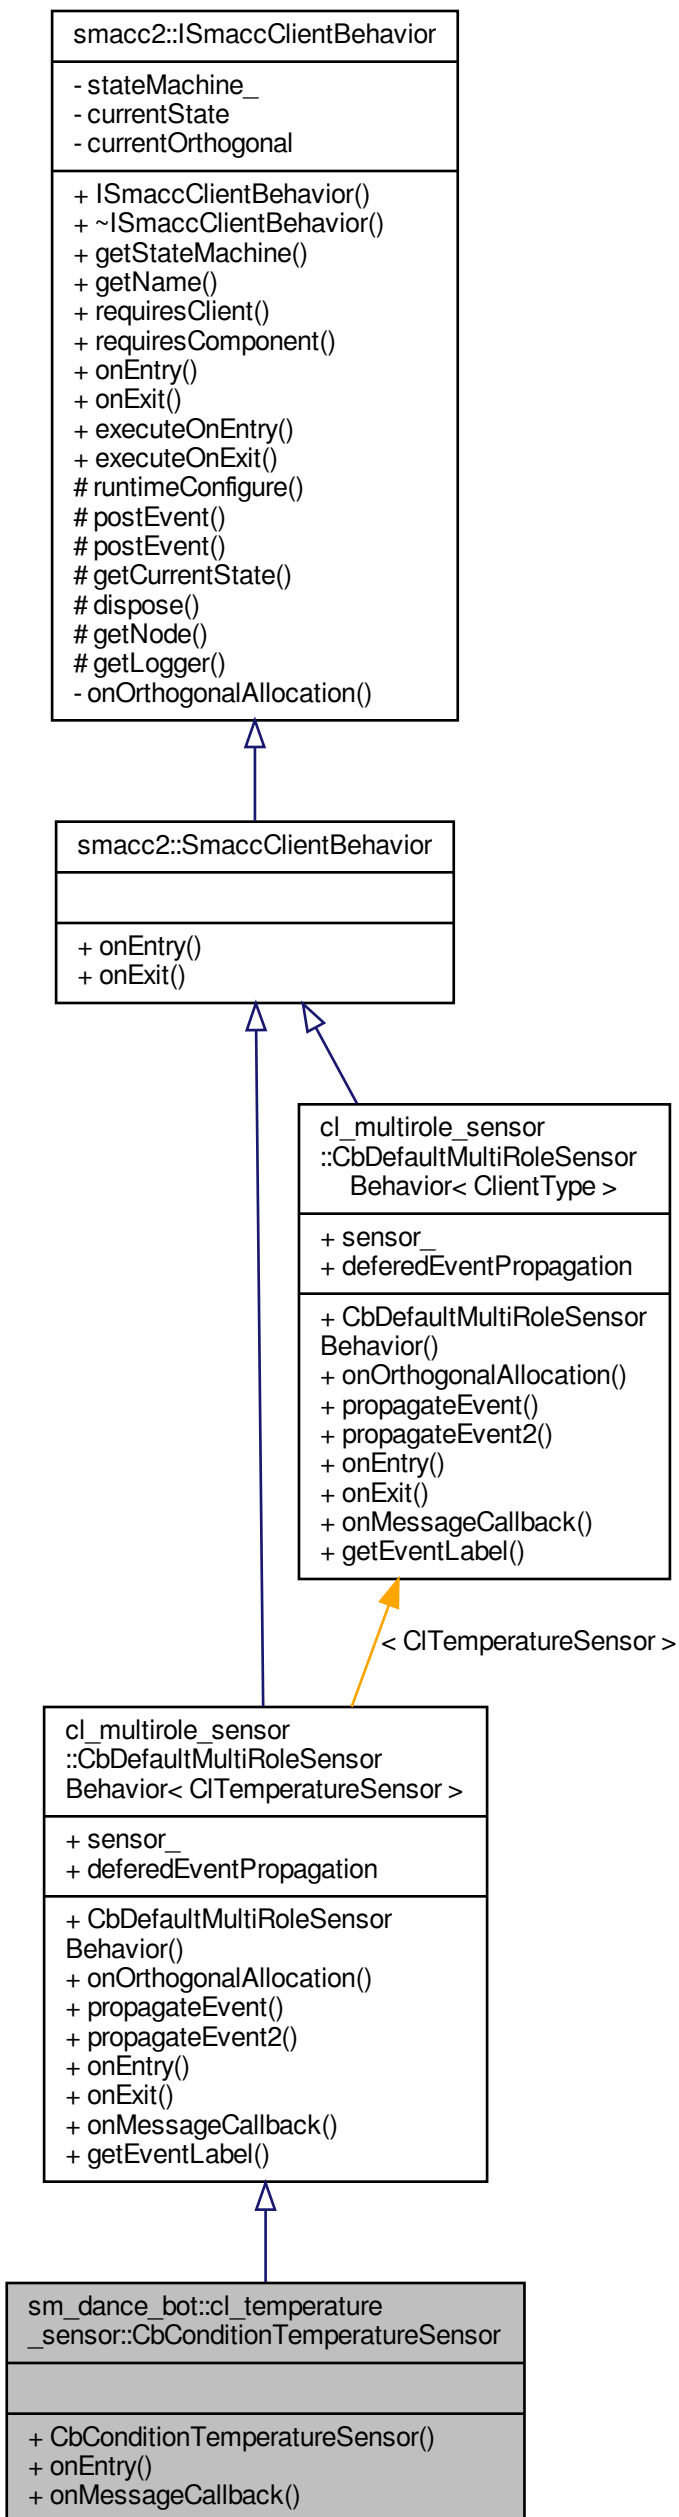 smacc2::ISmaccClientBehavior
- stateMachine_
- currentState
- currentOrthogonal
+ ISmaccClientBehavior()
+ ~ISmaccClientBehavior()
+ getStateMachine()
+ getName()
+ requiresClient()
+ requiresComponent()
+ onEntry()
+ onExit()
+ executeOnEntry()
+ executeOnExit()
# runtimeConfigure()
# postEvent()
# postEvent()
# getCurrentState()
# dispose()
# getNode()
# getLogger()
- onOrthogonalAllocation()
smacc2::SmaccClientBehavior
+ onEntry()
+ onExit()
cl_multirole_sensor
::CbDefaultMultiRoleSensor
Behavior< ClientType >
+ sensor_
+ deferedEventPropagation
+ CbDefaultMultiRoleSensor
Behavior()
+ onOrthogonalAllocation()
+ propagateEvent()
+ propagateEvent2()
+ onEntry()
+ onExit()
+ onMessageCallback()
+ getEventLabel()
< ClTemperatureSensor >
cl_multirole_sensor
::CbDefaultMultiRoleSensor
Behavior< ClTemperatureSensor >
+ sensor_
+ deferedEventPropagation
+ CbDefaultMultiRoleSensor
Behavior()
+ onOrthogonalAllocation()
+ propagateEvent()
+ propagateEvent2()
+ onEntry()
+ onExit()
+ onMessageCallback()
+ getEventLabel()
sm_dance_bot::cl_temperature
_sensor::CbConditionTemperatureSensor
+ CbConditionTemperatureSensor()
+ onEntry()
+ onMessageCallback()